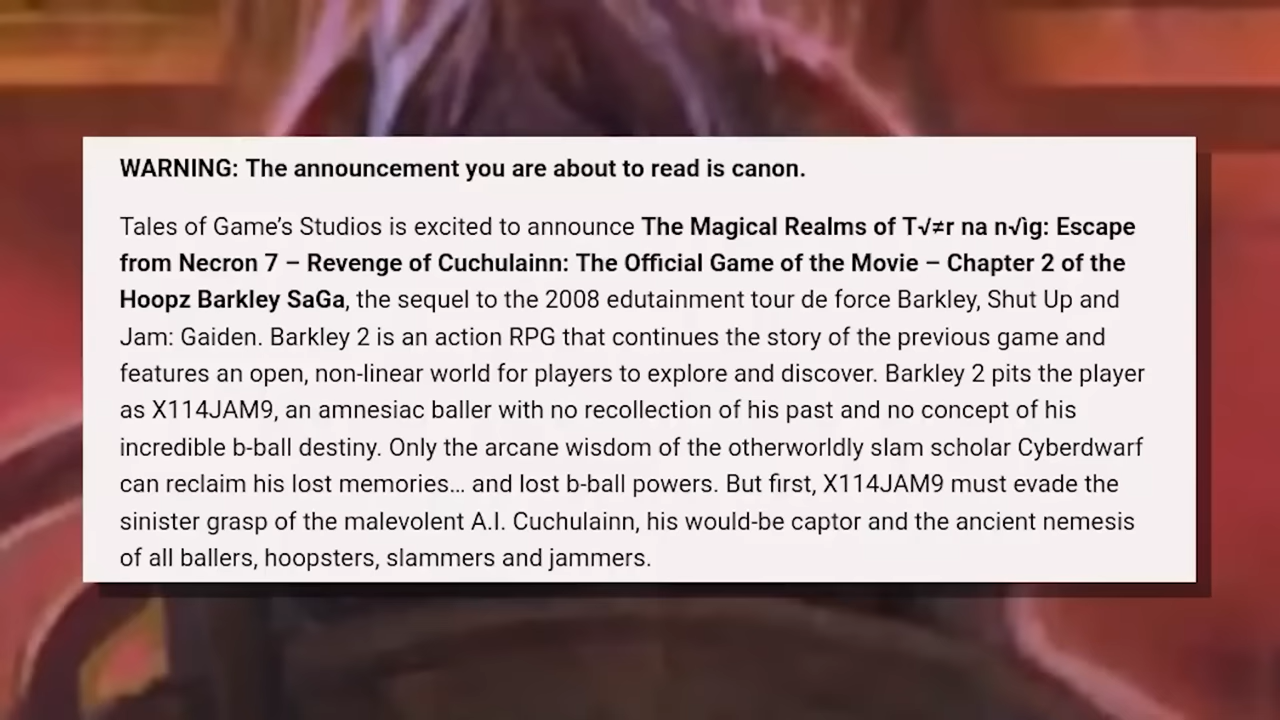 WARNING: The announcement you are about to read is canon.
Tales of Game’s Studios is excited to announce The Magical Realms of T√≠r na n√ìg: Escape
from Necron 7 – Revenge of Cuchulainn: The Official Game of the Movie – Chapter 2 of the
Hoopz Barkley SaGa, the sequel to the 2008 edutainment tour de force Barkley, Shut Up and
Jam: Gaiden. Barkley 2 is an action RPG that continues the story of the previous game and
features an open, non-linear world for players to explore and discover. Barkley 2 pits the player
as X114JAM9, an amnesiac baller with no recollection of his past and no concept of his
incredible b-ball destiny. Only the arcane wisdom of the otherworldly slam scholar Cyberdwarf
can reclaim his lost memories… and lost b-ball powers. But first, X114JAM9 must evade the
sinister grasp of the malevolent A.I. Cuchulainn, his would-be captor and the ancient nemesis
of all ballers, hoopsters, slammers and jammers.